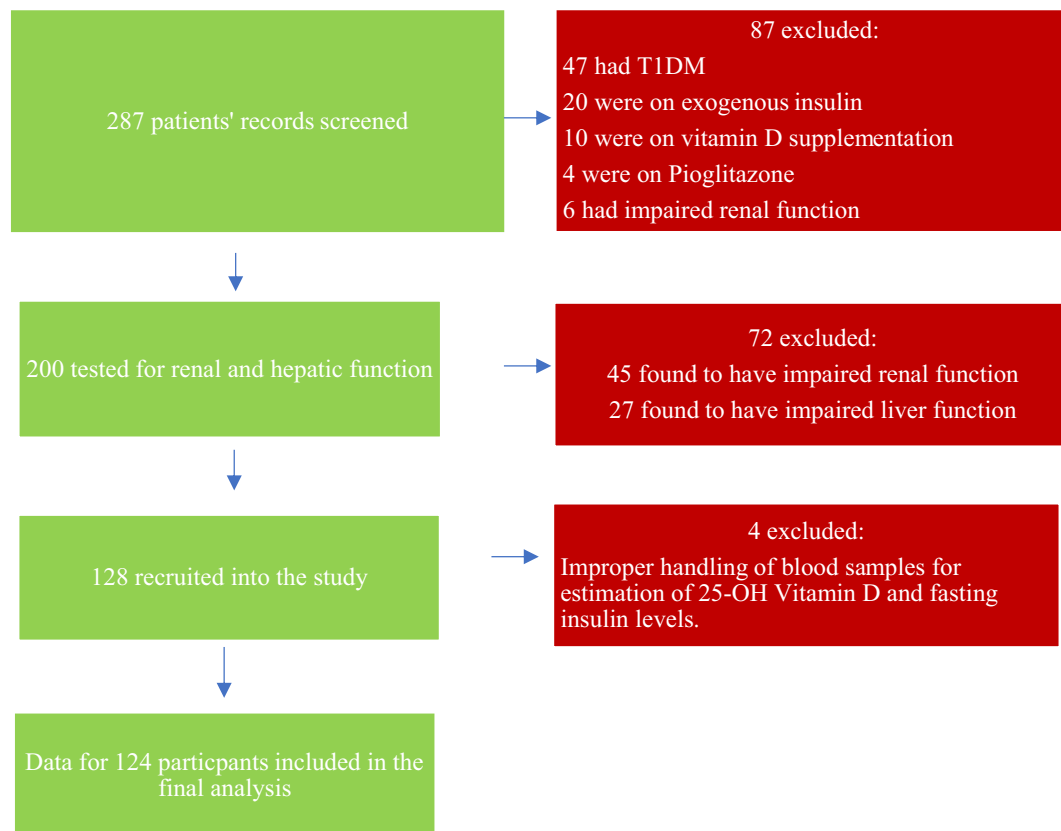 287 patients' records screened
87 excluded:
47 had T1DM
20 were on exogenous insulin
10 were on vitamin D supplementation
4 were on Pioglitazone
6 had impaired renal function
200 tested for renal and hepatic function
72 excluded:
45 found to have impaired renal function
27 found to have impaired liver function
128 recruited into the study
4 excluded:
Improper handling of blood samples for
estimation of 25-OH Vitamin D and fasting
insulin levels.
Data for 124 particpants included in the
final analysis